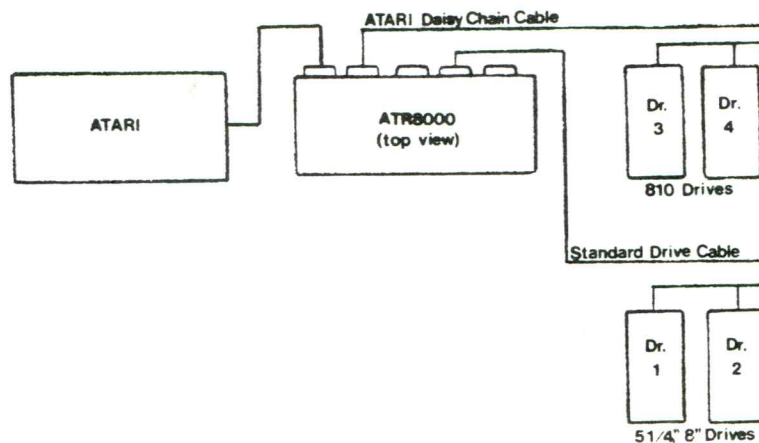 ATARI Daisy Chain Cable
ATARI
ATR8000
(top view)
Dr.
3
Dr.
4
810 Drives
Standard Drive Cable
Dr.
1
Dr.
2
51/4," 8" Drives